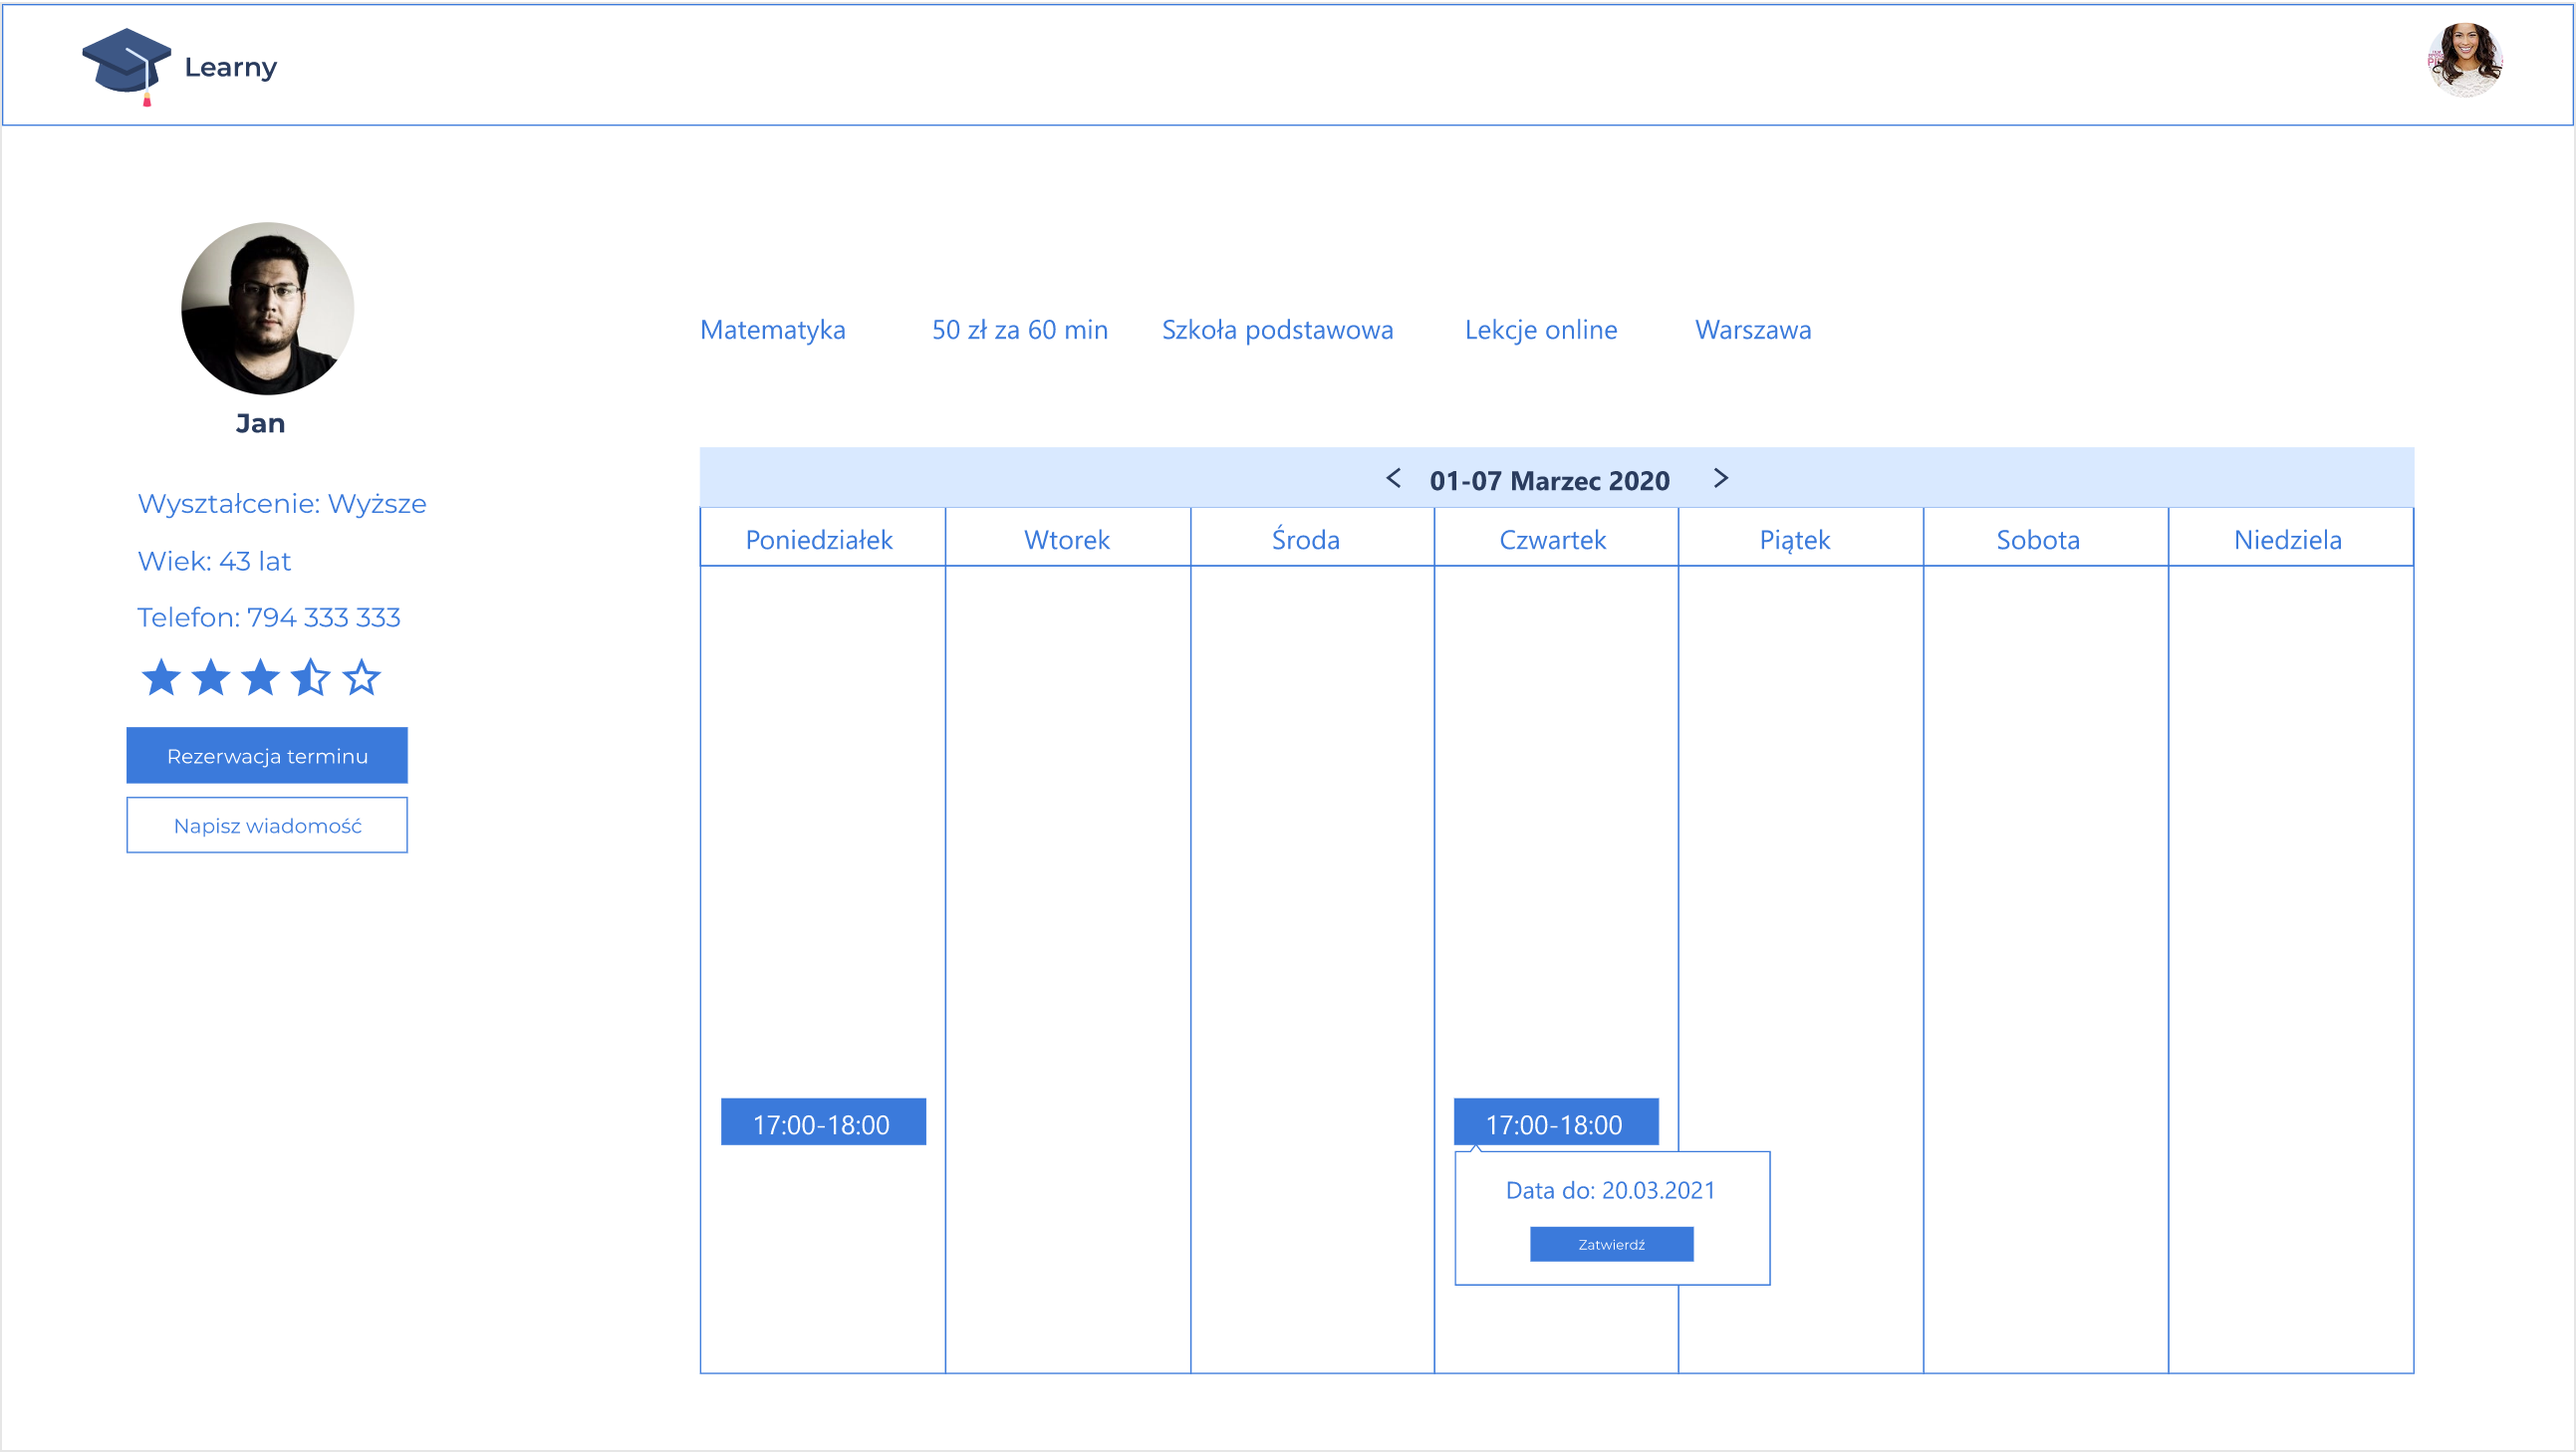 Learny
Jan
Wyształcenie: Wyższe
Wiek: 43 lat
Telefon: 794 333 333
Rezerwacja terminu
Napisz wiadomość
Matematyka 50 zł za 60 min Szkoła podstawowa Lekcje online Warszawa
< 01-07 Marzec 2020 >
Poniedziałek Wtorek Środa Czwartek Piątek Sobota Niedziela
17:00-18:00 17:00-18:00
Data do: 20.03.2021
Zatwierdź